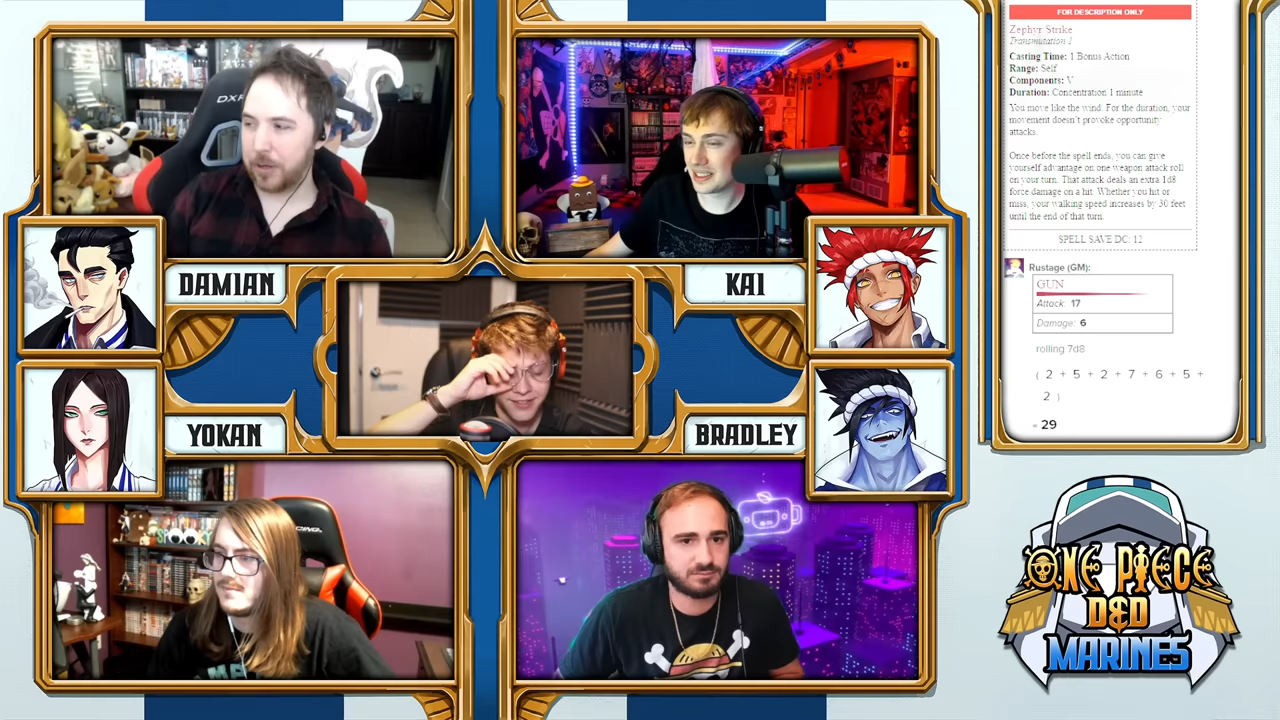 FOR DESCRIPTION ONLY
Zephyr Strike
Transmutation 1
Casting Time: 1 Bonus Action
Range: Self
Components: V
Duration: Concentration 1 minute
You move like the wind. For the duration, your
movement doesn't provoke opportunity
attacks.
Once before the spell ends, you can give
yourself advantage on one weapon attack roll
on your turn. That attack deals an extra 1d8
force damage on a hit. Whether you hit or
miss, your walking speed increases by 30 feet
until the end of that turn.
SPELL SAVE DC: 12
Rustage (GM):
GUN
Attack: 17
Damage: 6
rolling 7d8
( 2 + 5 + 2 + 7 + 6 + 5 +
2 )
= 29
DAMIAN
KAI
YOKAN
BRADLEY
SPOOKY
ONE PIECE
D&D
MARINES